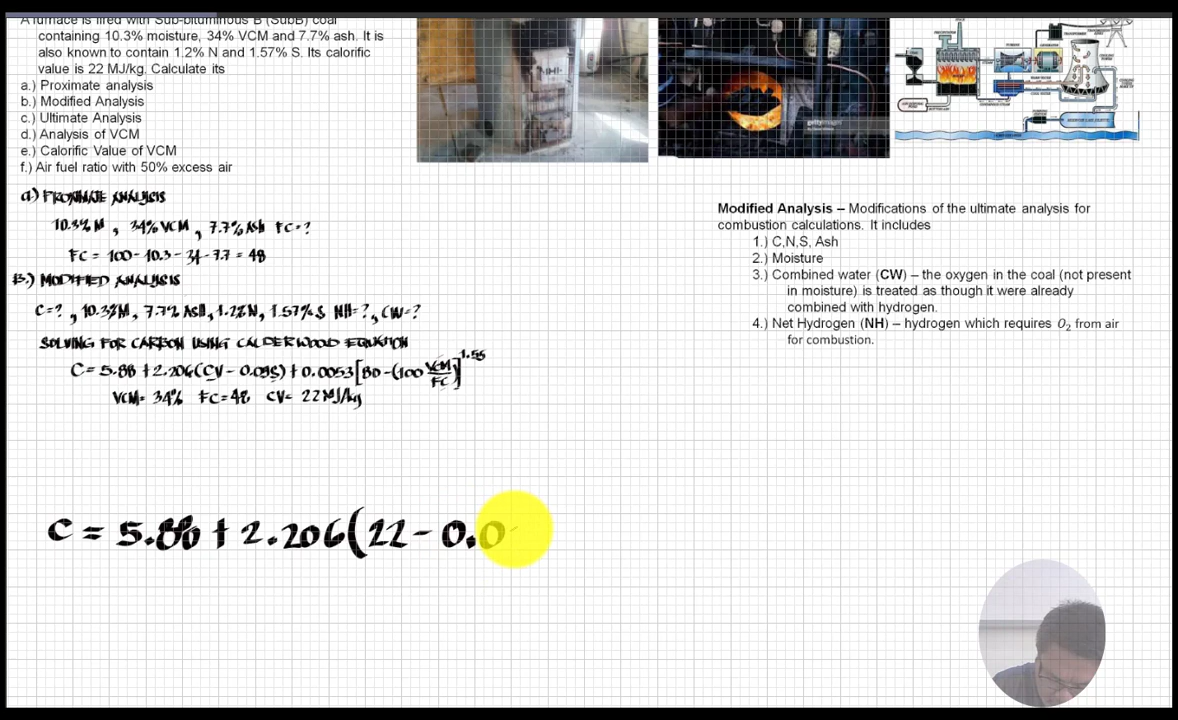 A furnace is fired with Sub-bituminous B (SubB) coal
containing 10.3% moisture, 34% VCM and 7.7% ash. It is
also known to contain 1.2% N and 1.57% S. Its calorific
value is 22 MJ/kg. Calculate its
a.) Proximate analysis
b.) Modified Analysis
c.) Ultimate Analysis
d.) Analysis of VCM
e.) Calorific Value of VCM
f.) Air fuel ratio with 50% excess air
a) PROXIMATE ANALYSIS
10.3% M, 34% VCM, 7.7% Ash FC=?
FC = 100-10.3-34-7.7 = 48
B.) MODIFIED ANALYSIS
C=?, 10.3%M, 7.7% ASH, 1.2%N, 1.57%S NH=?, CW=?
SOLVING FOR CARBON USING CALDERWOOD EQUATION
C= 5.88 + 2.206(CV - 0.09S) + 0.0053[80-(100 VCM/FC]^1.55
VCM= 34% FC=48 CV= 22MJ/kg
C = 5.88 + 2.206(22 - 0.0
Modified Analysis – Modifications of the ultimate analysis for
combustion calculations. It includes
1.) C,N,S, Ash
2.) Moisture
3.) Combined water (CW) – the oxygen in the coal (not present
in moisture) is treated as though it were already
combined with hydrogen.
4.) Net Hydrogen (NH) – hydrogen which requires O₂ from air
for combustion.